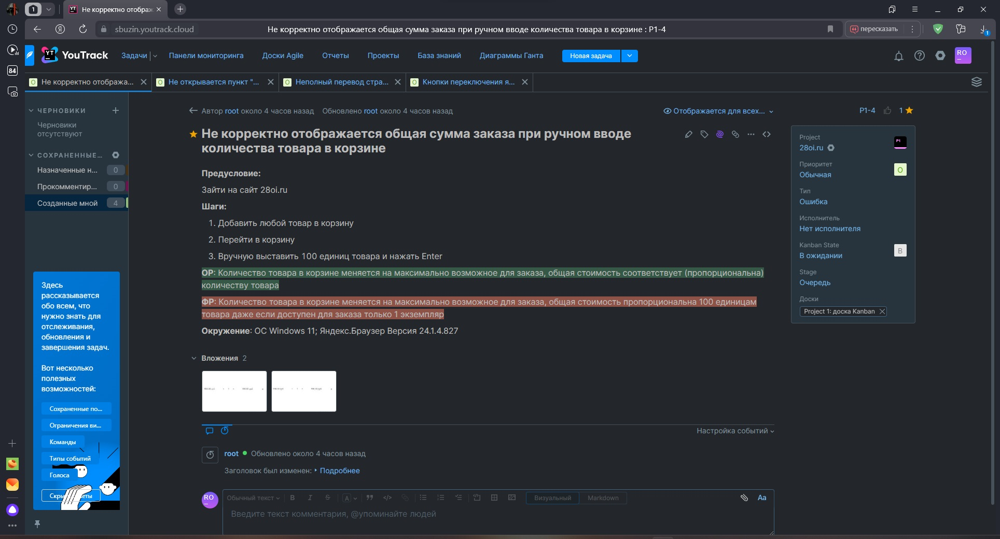 1
Не корректно отображ
sbuzin.youtrack.cloud
Не корректно отображается общая сумма заказа при ручном вводе количества товара в корзине : P1-4
пересказать
1
YT
YouTrack
Задачи
Панели мониторинга
Доски Agile
Отчеты
Проекты
База знаний
Диаграммы Ганта
Новая задача
RO
84
O
Не корректно отображa...
O
Не открывается пункт "...
O
Неполный перевод стра...
O
Кнопки переключения я...
ЧЕРНОВИКИ
Черновики
отсутствуют
СОХРАНЕННЫЕ...
Назначенные н...
0
Прокомментир...
0
Созданные мной
4
Здесь
рассказывается
обо всем, что
нужно знать для
отслеживания,
обновления и
завершения задач.
Вот несколько
полезных
возможностей:
Сохраненные по...
Ограничения ви...
Команды
Типы событий
Голоса
Автор root около 4 часов назад
Обновлено root около 4 часов назад
Отображается для всех...
P1-4
1
Не корректно отображается общая сумма заказа при ручном вводе
количества товара в корзине
Предусловие:
Зайти на сайт 28oi.ru
Шаги:
1. Добавить любой товар в корзину
2. Перейти в корзину
3. Вручную выставить 100 единиц товара и нажать Enter
ОР: Количество товара в корзине меняется на максимально возможное для заказа, общая стоимость соответствует (пропорциональна)
количеству товара
ФР: Количество товара в корзине меняется на максимально возможное для заказа, общая стоимость пропорциональна 100 единицам
товара даже если доступен для заказа только 1 экземпляр
Окружение: ОС Windows 11; Яндекс.Браузер Версия 24.1.4.827
Вложения 2
Настройка событий
root
Обновлено около 4 часов назад
Заголовок был изменен:
Подробнее
RO
Обычный текст
Визуальный
Markdown
Aa
Введите текст комментария, @упоминайте людей
Project
28oi.ru
P1
Приоритет
Обычная
O
Тип
Ошибка
Исполнитель
Нет исполнителя
Kanban State
В ожидании
В
Stage
Очередь
Доски
Project 1: доска Kanban